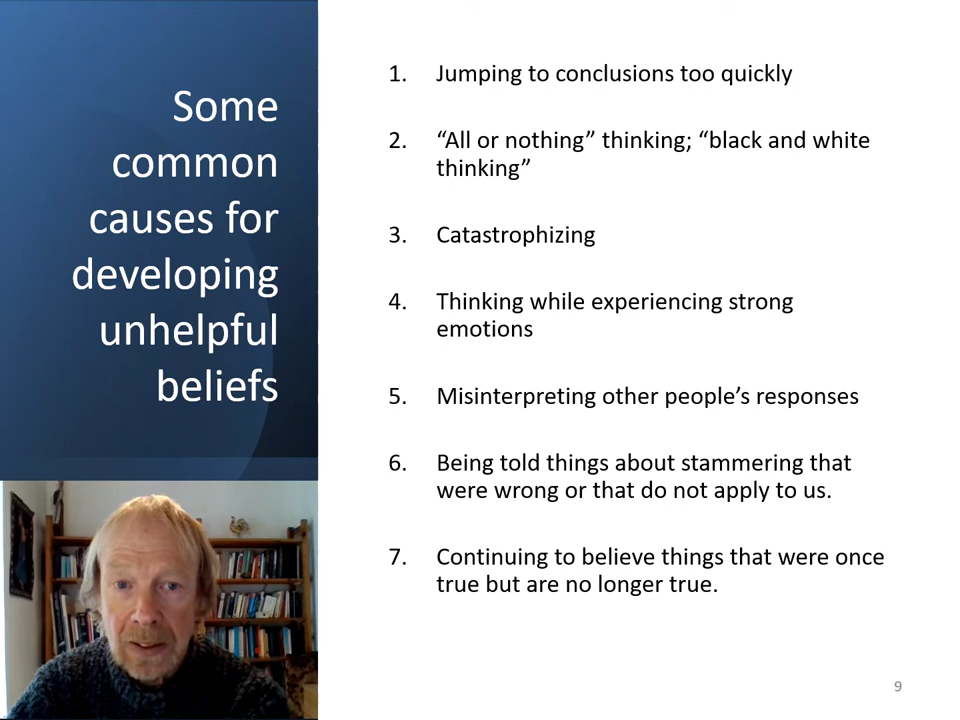 Some
common
causes for
developing
unhelpful
beliefs
1. Jumping to conclusions too quickly
2. “All or nothing” thinking; “black and white
thinking”
3. Catastrophizing
4. Thinking while experiencing strong
emotions
5. Misinterpreting other people’s responses
6. Being told things about stammering that
were wrong or that do not apply to us.
7. Continuing to believe things that were once
true but are no longer true.
9